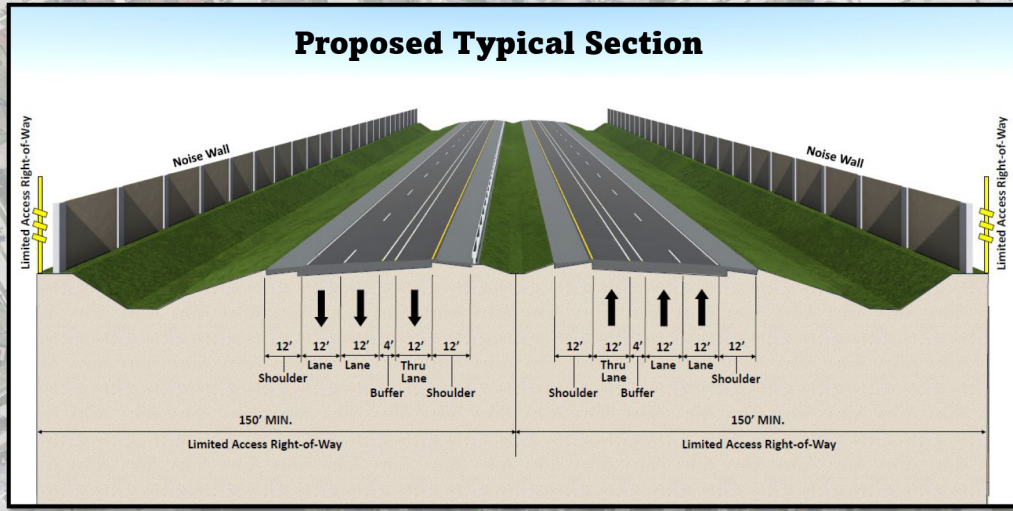 Proposed Typical Section
Limited Access Right-of-Way
Noise Wall
Noise Wall
Limited Access Right-of-Way
12’ 12’ 12’ 4’ 12’ 12’ 12’ 12’ 4’ 12’ 12’ 12’
Shoulder Lane Lane Buffer Thru Lane Shoulder
Shoulder Thru Lane Buffer Lane Lane Shoulder
150’ MIN. 150’ MIN.
Limited Access Right-of-Way Limited Access Right-of-Way